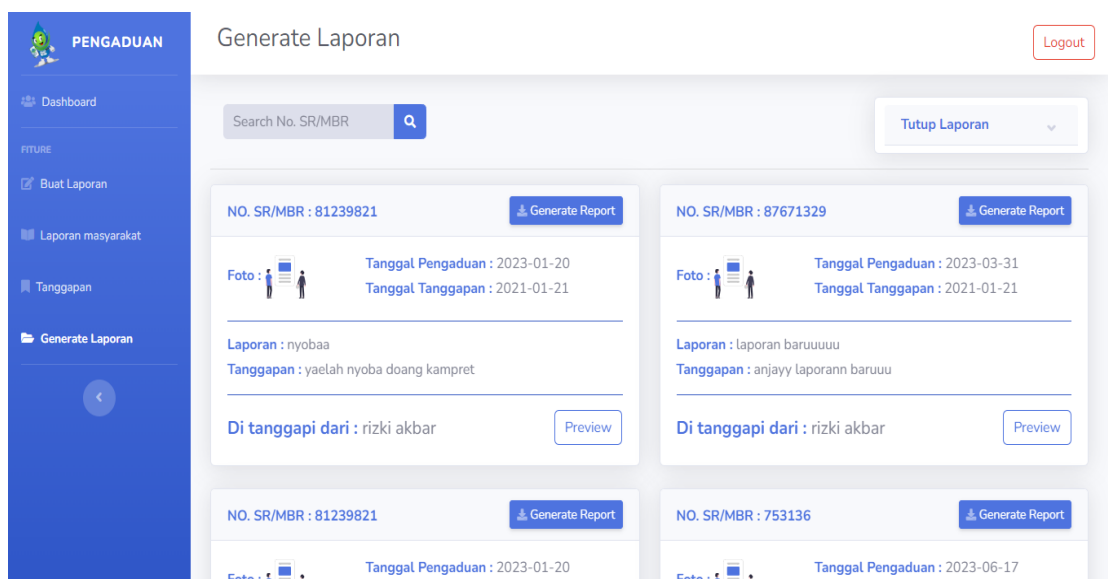 PENGADUAN
Generate Laporan
Logout
Dashboard
FITURE
Buat Laporan
Laporan masyarakat
Tanggapan
Generate Laporan
Search No. SR/MBR
Tutup Laporan
NO. SR/MBR : 81239821
Generate Report
Foto :
Tanggal Pengaduan : 2023-01-20
Tanggal Tanggapan : 2021-01-21
Laporan : nyobaa
Tanggapan : yaelah nyoba doang kampret
Di tanggapi dari : rizki akbar
Preview
NO. SR/MBR : 87671329
Generate Report
Foto :
Tanggal Pengaduan : 2023-03-31
Tanggal Tanggapan : 2021-01-21
Laporan : laporan baruuuuu
Tanggapan : anjayy laporann baruuu
Di tanggapi dari : rizki akbar
Preview
NO. SR/MBR : 81239821
Generate Report
Foto :
Tanggal Pengaduan : 2023-01-20
NO. SR/MBR : 753136
Generate Report
Foto :
Tanggal Pengaduan : 2023-06-17